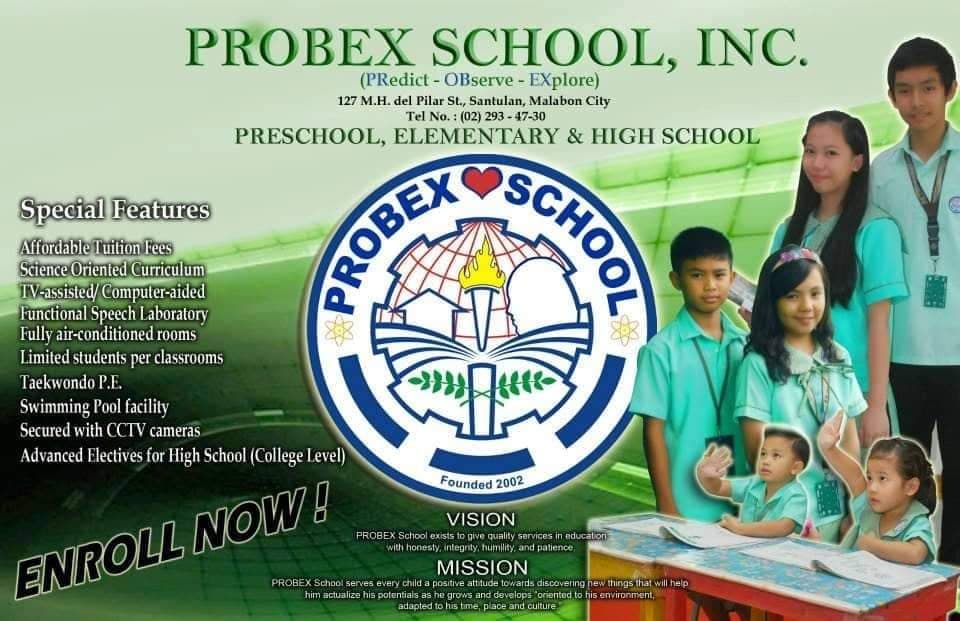 PROBEX SCHOOL, INC.
(PRedict - OBserve - EXplore)
127 M.H. del Pilar St., Santulan, Malabon City
Tel No. : (02) 293 - 47-30
PRESCHOOL, ELEMENTARY & HIGH SCHOOL
Special Features
Affordable Tuition Fees
Science Oriented Curriculum
TV-assisted/ Computer-aided
Functional Speech Laboratory
Fully air-conditioned rooms
Limited students per classrooms
Taekwondo P.E.
Swimming Pool facility
Secured with CCTV cameras
Advanced Electives for High School (College Level)
ENROLL NOW !
PROBEX SCHOOL
Founded 2002
VISION
PROBEX School exists to give quality services in education
with honesty, integrity, humility, and patience.
MISSION
PROBEX School serves every child a positive attitude towards discovering new things that will help
him actualize his potentials as he grows and develops "oriented to his environment,
adapted to his time, place and culture."